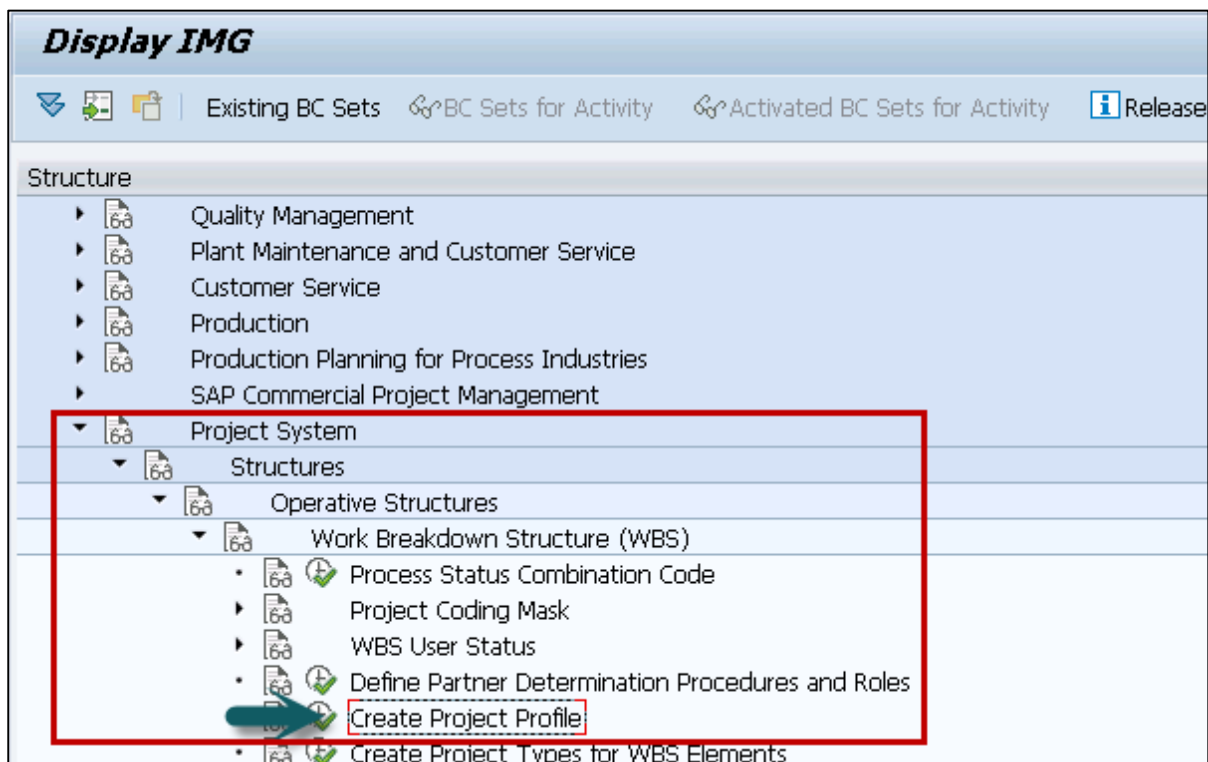 Display IMG
Existing BC Sets BC Sets for Activity Activated BC Sets for Activity Release
Structure
Quality Management
Plant Maintenance and Customer Service
Customer Service
Production
Production Planning for Process Industries
SAP Commercial Project Management
Project System
Structures
Operative Structures
Work Breakdown Structure (WBS)
Process Status Combination Code
Project Coding Mask
WBS User Status
Define Partner Determination Procedures and Roles
Create Project Profile
Create Project Types for WBS Elements